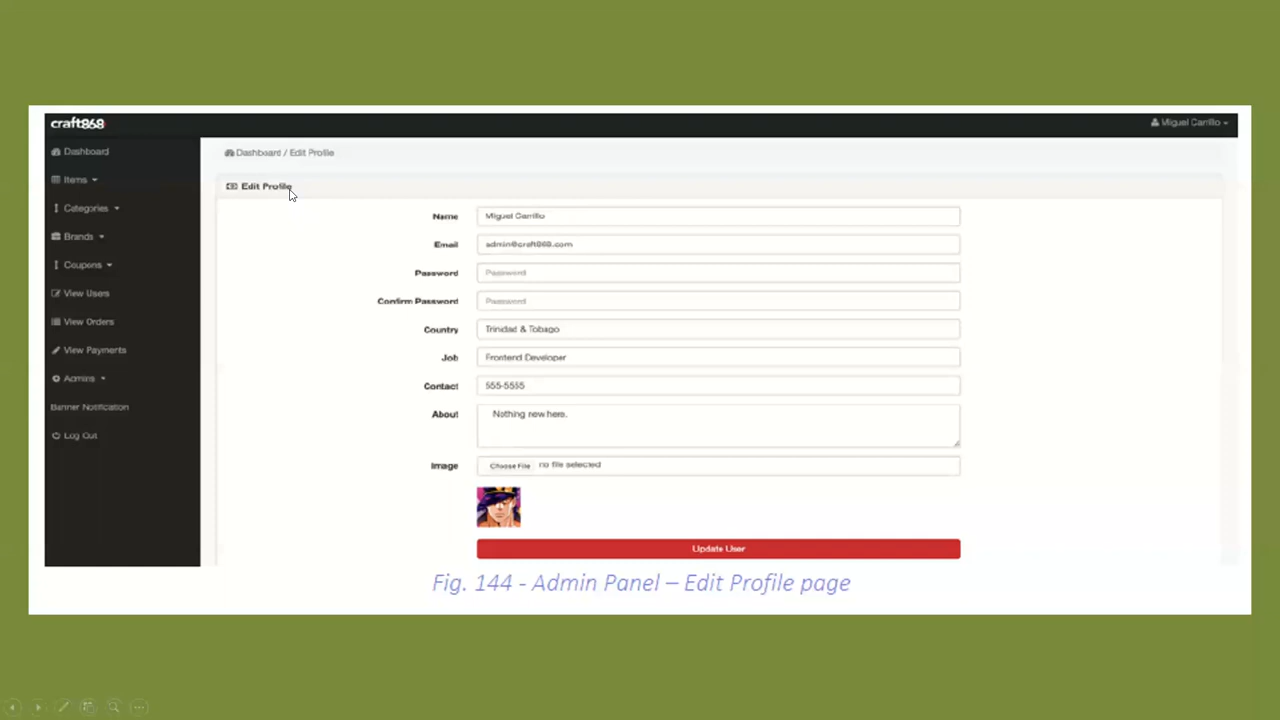 craft868
Miguel Carrillo
Dashboard
Items
Categories
Brands
Coupons
View Users
View Orders
View Payments
Admins
Banner Notification
Log Out
Dashboard / Edit Profile
Edit Profile
Name Miguel Carrillo
Email admin@craft868.com
Password Password
Confirm Password Password
Country Trinidad & Tobago
Job Frontend Developer
Contact 555-5555
About Nothing new here.
Image Choose File no file selected
Update User
Fig. 144 - Admin Panel – Edit Profile page